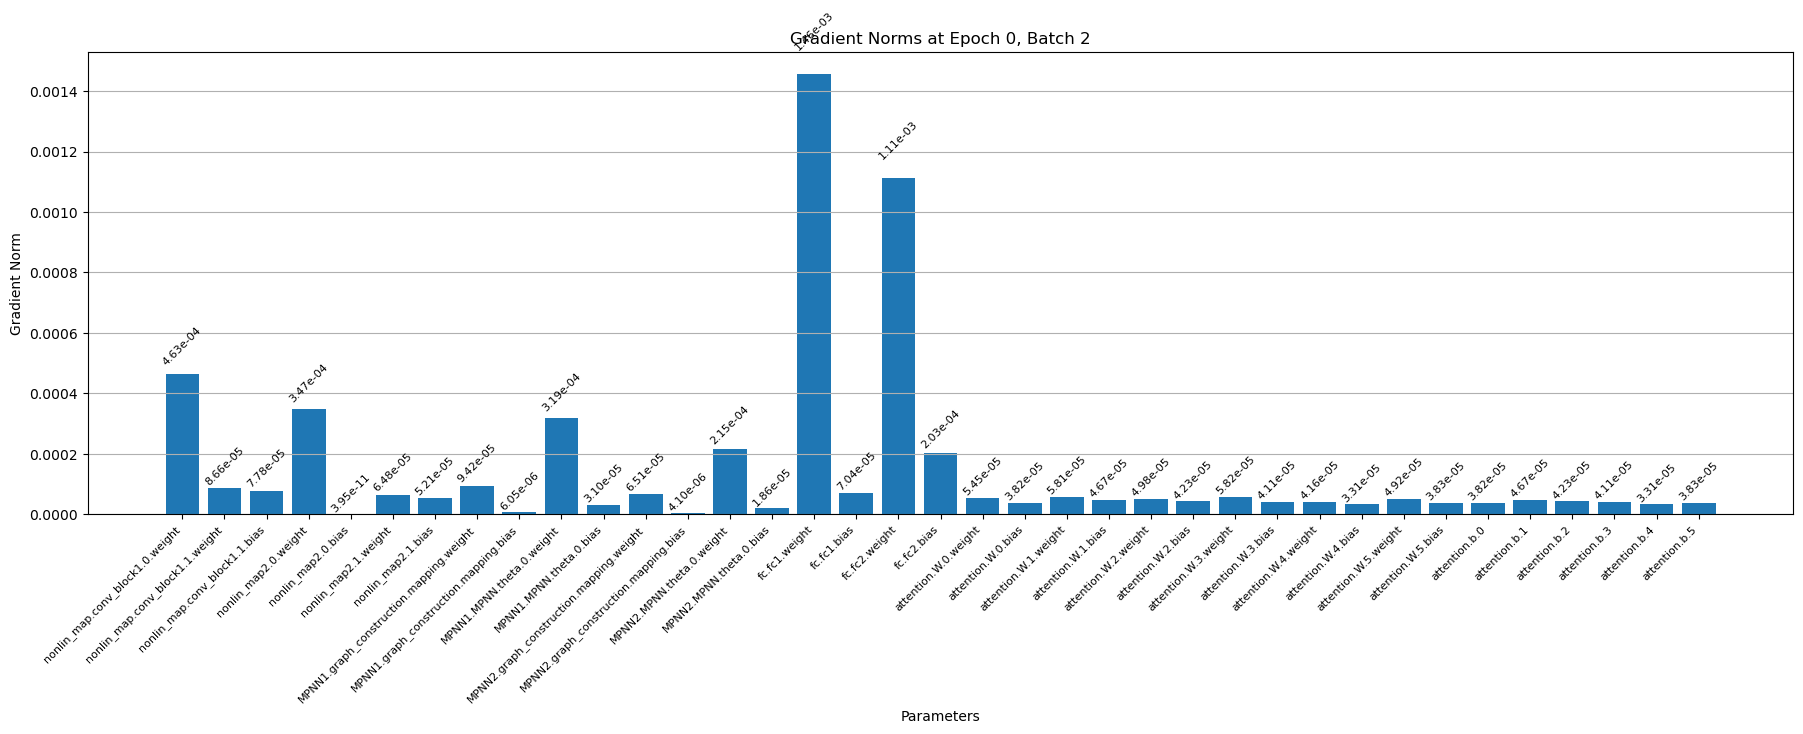 Gradient Norms at Epoch 0, Batch 2
Gradient Norm
0.0014
0.0012
0.0010
0.0008
0.0006
0.0004
0.0002
0.0000
4.63e-04
8.66e-05
7.78e-05
3.47e-04
3.95e-11
6.48e-05
5.21e-05
9.42e-05
6.05e-06
3.19e-04
3.10e-05
6.51e-05
4.10e-06
2.15e-04
1.86e-05
1.46e-03
7.04e-05
1.11e-03
2.03e-04
5.45e-05
3.82e-05
5.81e-05
4.67e-05
4.98e-05
4.23e-05
5.82e-05
4.11e-05
4.16e-05
3.31e-05
4.92e-05
3.83e-05
3.82e-05
4.67e-05
4.23e-05
4.11e-05
3.31e-05
3.83e-05
nonlin_map.conv_block1.0.weight
nonlin_map.conv_block1.1.weight
nonlin_map.conv_block1.1.bias
nonlin_map2.0.weight
nonlin_map2.0.bias
nonlin_map2.1.weight
nonlin_map2.1.bias
MPNN1.graph_construction.mapping.weight
MPNN1.graph_construction.mapping.bias
MPNN1.MPNN.theta.0.weight
MPNN1.MPNN.theta.0.bias
MPNN2.graph_construction.mapping.weight
MPNN2.graph_construction.mapping.bias
MPNN2.MPNN.theta.0.weight
MPNN2.MPNN.theta.0.bias
fc.fc1.weight
fc.fc1.bias
fc.fc2.weight
fc.fc2.bias
attention.W.0.weight
attention.W.0.bias
attention.W.1.weight
attention.W.1.bias
attention.W.2.weight
attention.W.2.bias
attention.W.3.weight
attention.W.3.bias
attention.W.4.weight
attention.W.4.bias
attention.W.5.weight
attention.W.5.bias
attention.b.0
attention.b.1
attention.b.2
attention.b.3
attention.b.4
attention.b.5
Parameters